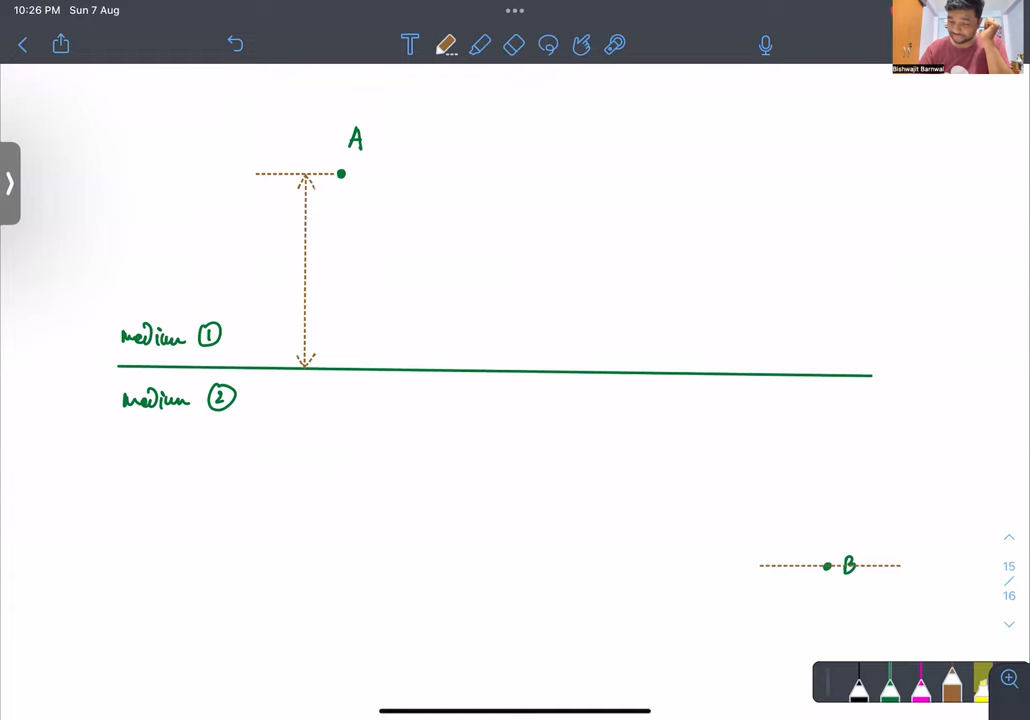 10:26 PM Sun 7 Aug
Bishwajit Barnwal
A
medium ①
medium ②
B
15
/
16